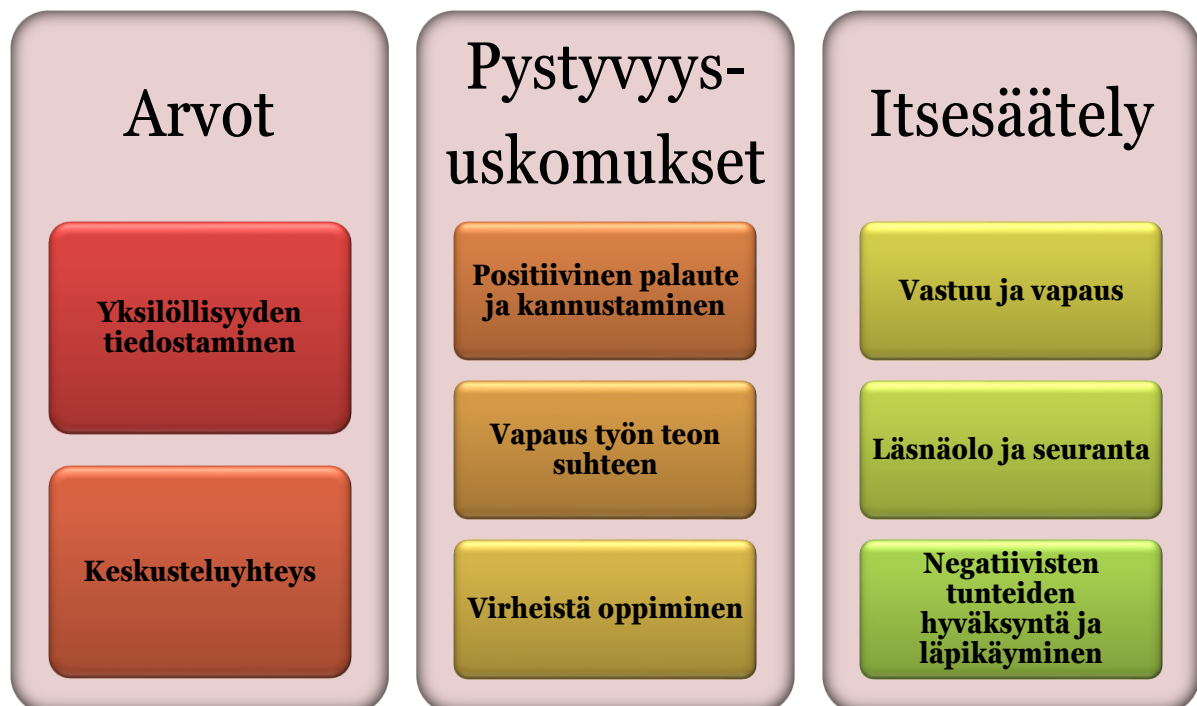 Arvot
Yksilöllisyyden
tiedostaminen
Keskusteluyhteys
Pystyvyys-
uskomukset
Positiivinen palaute
ja kannustaminen
Vapaus työn teon
suhteen
Virheistä oppiminen
Itsesäätely
Vastuu ja vapaus
Läsnäolo ja seuranta
Negatiivisten
tunteiden
hyväksyntä ja
läpikäyminen